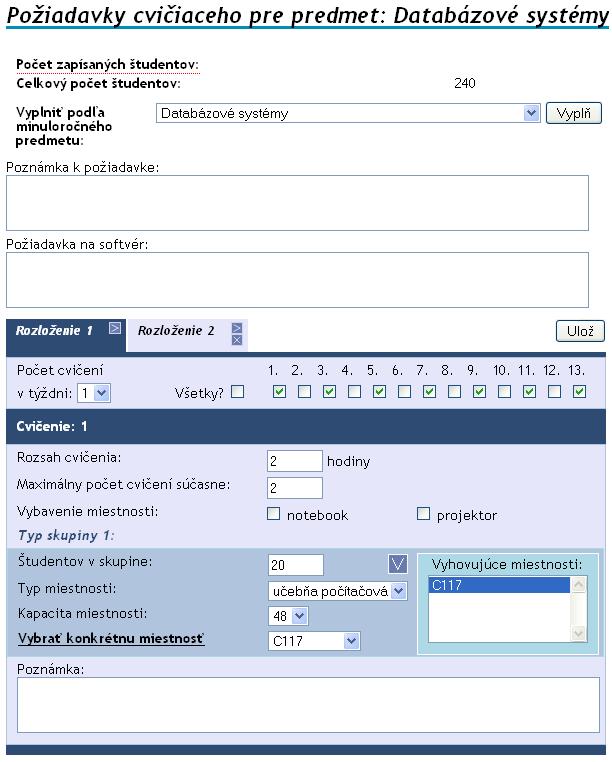 Požiadavky cvičiaceho pre predmet: Databázové systémy
Počet zapísaných študentov:
Celkový počet študentov: 240
Vyplniť podľa
minuloročného
predmetu:
Databázové systémy
Vyplň
Poznámka k požiadavke:
Požiadavka na softvér:
Rozloženie 1 >
Rozloženie 2 >
x
Ulož
Počet cvičení
v týždni: 1
Všetky?
1. 2. 3. 4. 5. 6. 7. 8. 9. 10. 11. 12. 13.
Cvičenie: 1
Rozsah cvičenia: 2 hodiny
Maximálny počet cvičení súčasne: 2
Vybavenie miestnosti: notebook projektor
Typ skupiny 1:
Študentov v skupine: 20 V
Typ miestnosti: učebňa počítačová
Kapacita miestnosti: 48
Vybrať konkrétnu miestnosť C117
Vyhovujúce miestnosti:
C117
Poznámka: